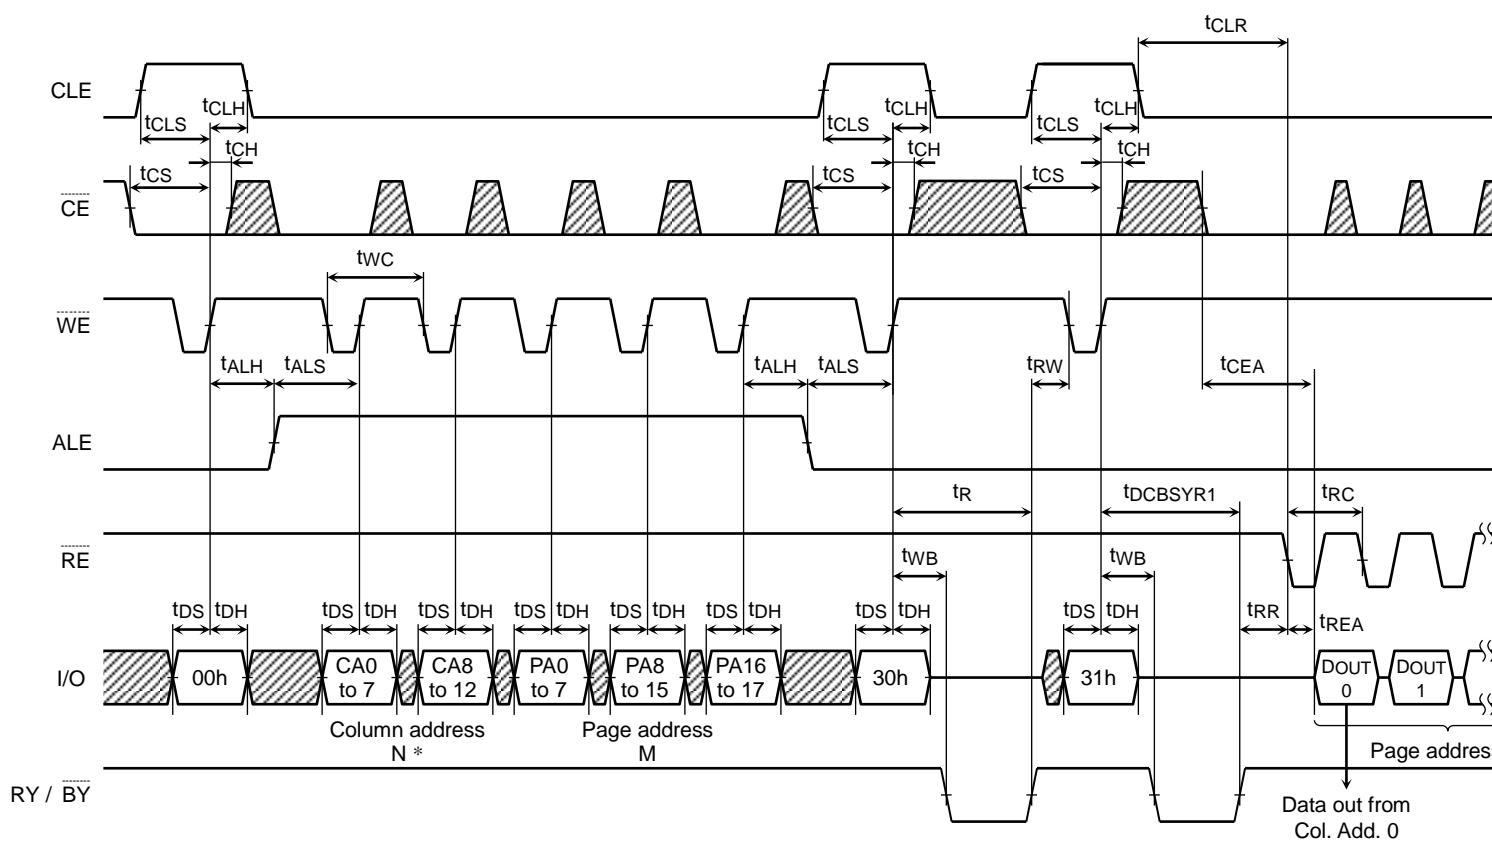 tCLR
CLE
tCLH tCLH tCLH
tCLS tCLS tCLS
tCH tCH tCH
tCS tCS tCS
CE
tWC
WE
tALH tALS tALH tALS tRW tCEA
ALE
tR tDCBSYR1 tRC
RE
tWB tWB
tDS tDH tDS tDH tDS tDH tDS tDH tDS tDH tDS tDH tDS tDH tDS tDH tRR tREA
I/O 00h CA0 to 7 CA8 to 12 PA0 to 7 PA8 to 15 PA16 to 17 30h 31h DOUT 0 DOUT 1
Column address
N *
Page address
M
Page address
RY / BY
Data out from
Col. Add. 0